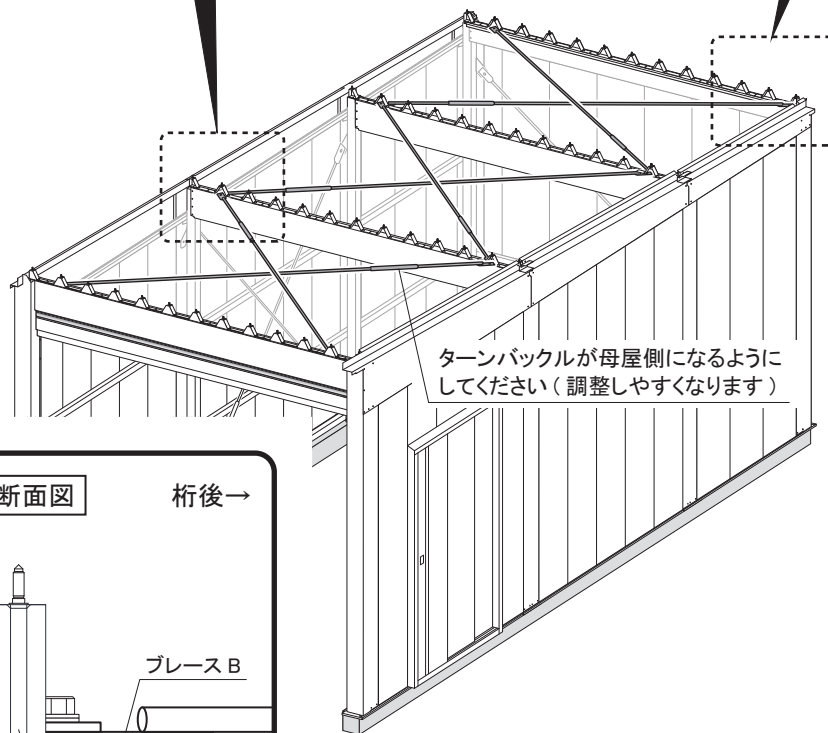 ターンバックルが母屋側になるように
してください ( 調整しやすくなります )
断面図
桁後→
ブレース B